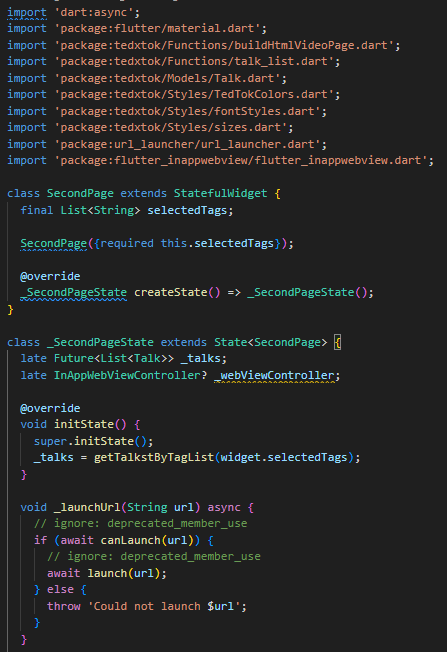 import 'dart:async';
import 'package:flutter/material.dart';
import 'package:tedxtok/Functions/buildHtmlVideoPage.dart';
import 'package:tedxtok/Functions/talk_list.dart';
import 'package:tedxtok/Models/Talk.dart';
import 'package:tedxtok/Styles/TedTokColors.dart';
import 'package:tedxtok/Styles/fontStyles.dart';
import 'package:tedxtok/Styles/sizes.dart';
import 'package:url_launcher/url_launcher.dart';
import 'package:flutter_inappwebview/flutter_inappwebview.dart';

class SecondPage extends StatefulWidget {
  final List<String> selectedTags;

  SecondPage({required this.selectedTags});

  @override
  _SecondPageState createState() => _SecondPageState();
}

class _SecondPageState extends State<SecondPage> {
  late Future<List<Talk>> _talks;
  late InAppWebViewController? _webViewController;

  @override
  void initState() {
    super.initState();
    _talks = getTalkstByTagList(widget.selectedTags);
  }

  void _launchUrl(String url) async {
    // ignore: deprecated_member_use
    if (await canLaunch(url)) {
      // ignore: deprecated_member_use
      await launch(url);
    } else {
      throw 'Could not launch $url';
    }
  }